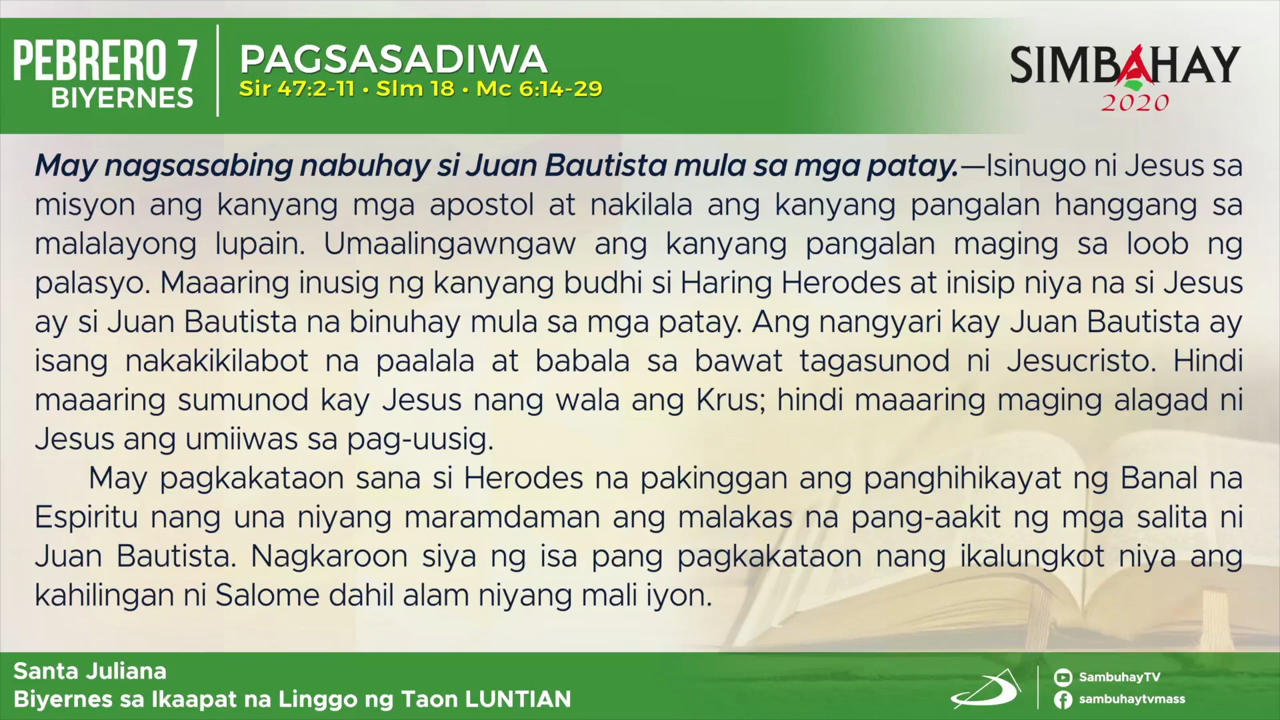 PEBRERO 7
BIYERNES
PAGSASADIWA
Sir 47:2-11 • Slm 18 • Mc 6:14-29
SIMBAHAY
2020
May nagsasabing nabuhay si Juan Bautista mula sa mga patay.—Isinugo ni Jesus sa
misyon ang kanyang mga apostol at nakilala ang kanyang pangalan hanggang sa
malalayong lupain. Umaalingawngaw ang kanyang pangalan maging sa loob ng
palasyo. Maaaring inusig ng kanyang budhi si Haring Herodes at inisip niya na si Jesus
ay si Juan Bautista na binuhay mula sa mga patay. Ang nangyari kay Juan Bautista ay
isang nakakikilabot na paalala at babala sa bawat tagasunod ni Jesucristo. Hindi
maaaring sumunod kay Jesus nang wala ang Krus; hindi maaaring maging alagad ni
Jesus ang umiiwas sa pag-uusig.
May pagkakataon sana si Herodes na pakinggan ang panghihikayat ng Banal na
Espiritu nang una niyang maramdaman ang malakas na pang-aakit ng mga salita ni
Juan Bautista. Nagkaroon siya ng isa pang pagkakataon nang ikalungkot niya ang
kahilingan ni Salome dahil alam niyang mali iyon.
Santa Juliana
Biyernes sa Ikaapat na Linggo ng Taon LUNTIAN
SambuhayTV
sambuhaytvmass